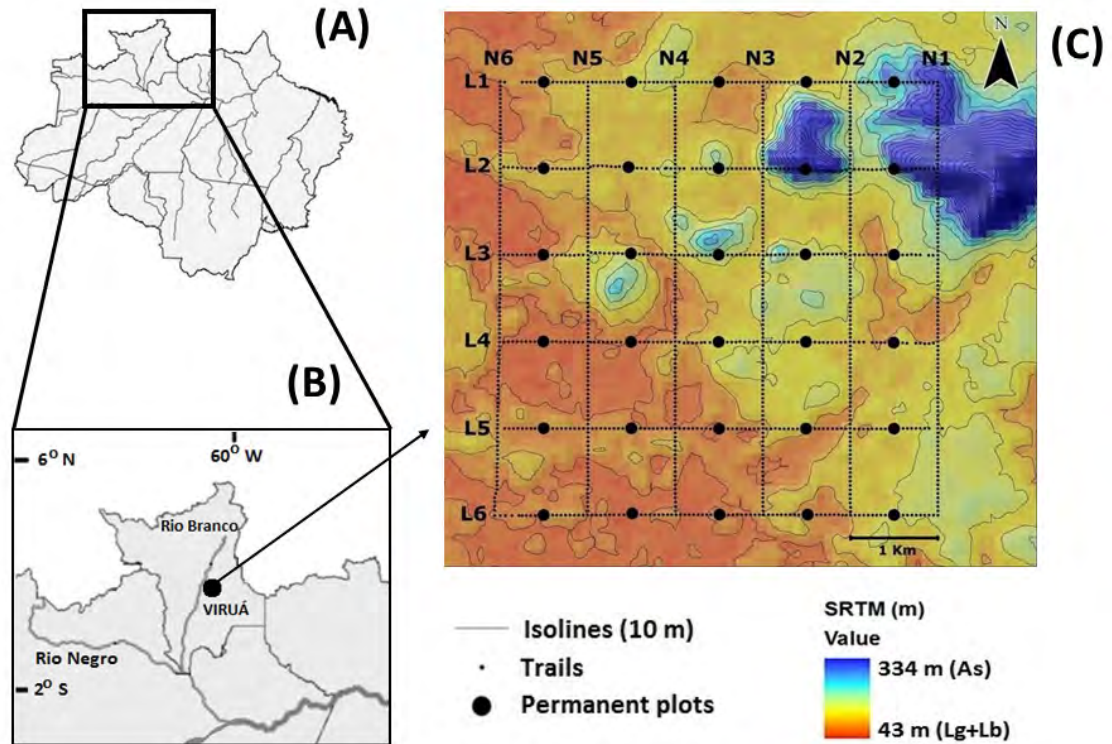 (A)
(B)
6° N
60° W
Rio Branco
VIRUÁ
Rio Negro
2° S
(C)
N
N6 N5 N4 N3 N2 N1
L1
L2
L3
L4
L5
L6
1 Km
Isolines (10 m)
Trails
Permanent plots
SRTM (m)
Value
334 m (As)
43 m (Lg+Lb)